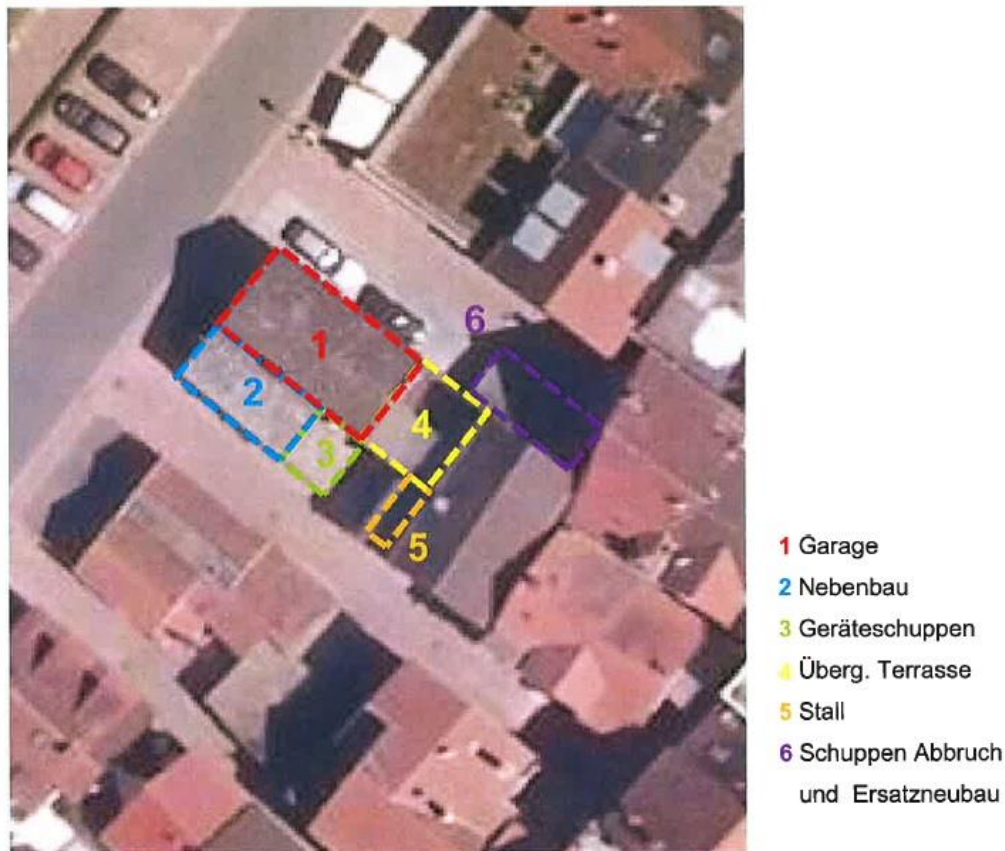 6
1
2
3
4
5
1 Garage
2 Nebenbau
3 Geräteschuppen
4 Überg. Terrasse
5 Stall
6 Schuppen Abbruch
und Ersatzneubau